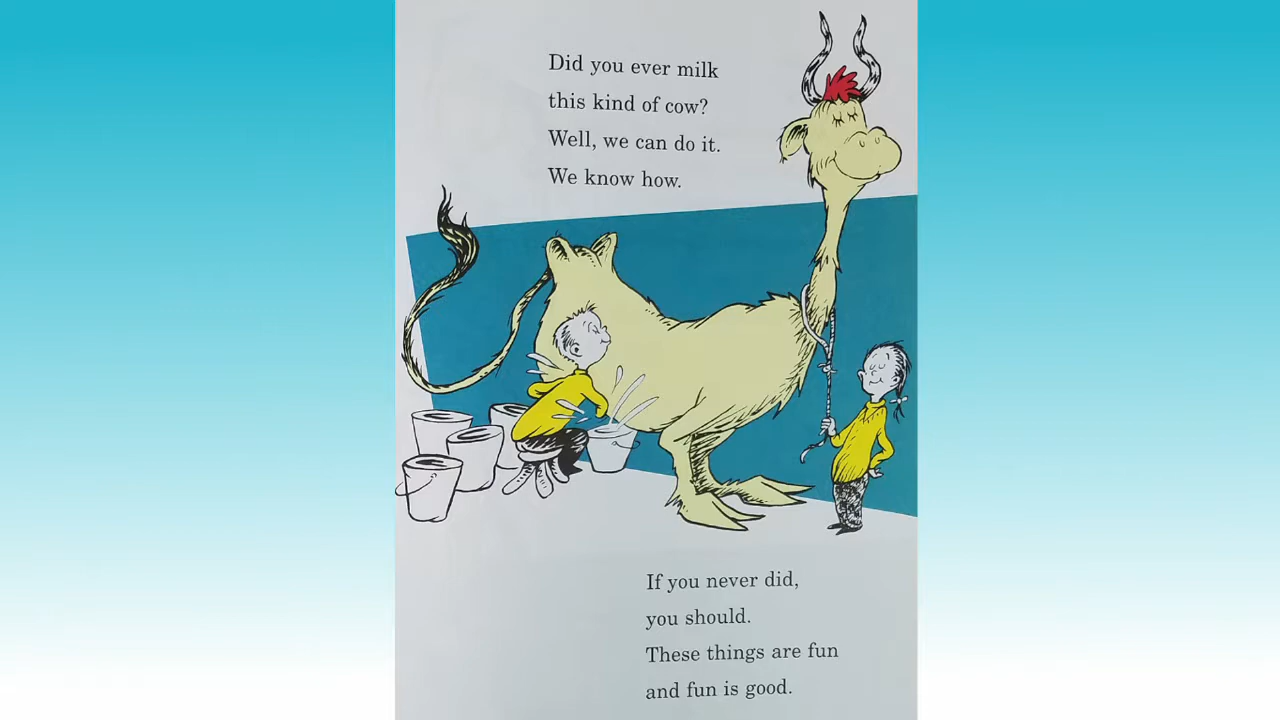 Did you ever milk
this kind of cow?
Well, we can do it.
We know how.
If you never did,
you should.
These things are fun
and fun is good.